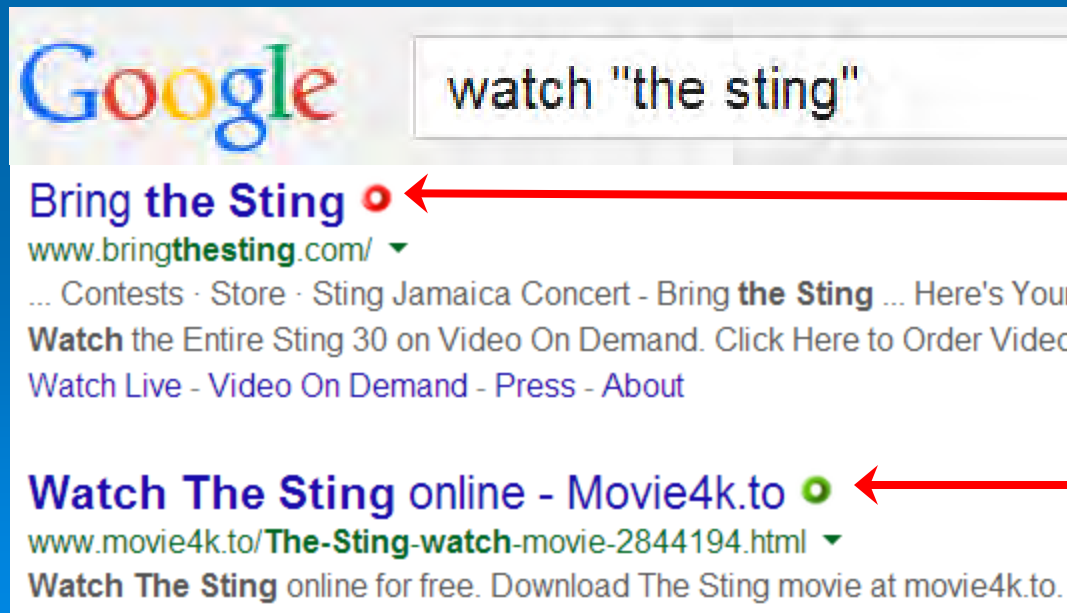 Google
watch "the sting"
Bring the Sting
www.bringthesting.com/
... Contests · Store · Sting Jamaica Concert - Bring the Sting ... Here's Your
Watch the Entire Sting 30 on Video On Demand. Click Here to Order Video
Watch Live - Video On Demand - Press - About
Watch The Sting online - Movie4k.to
www.movie4k.to/The-Sting-watch-movie-2844194.html
Watch The Sting online for free. Download The Sting movie at movie4k.to.